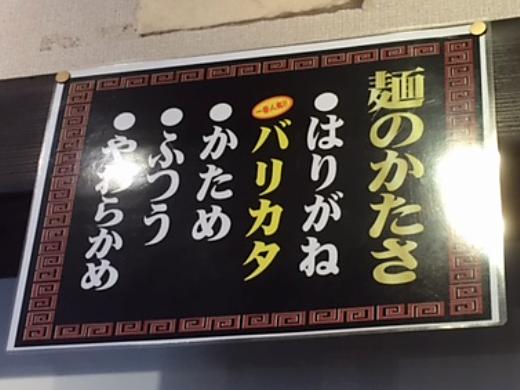 麺のかたさ
●はりがね
一番人気!!
バリカタ
●かため
●ふつう
●やわらかめ